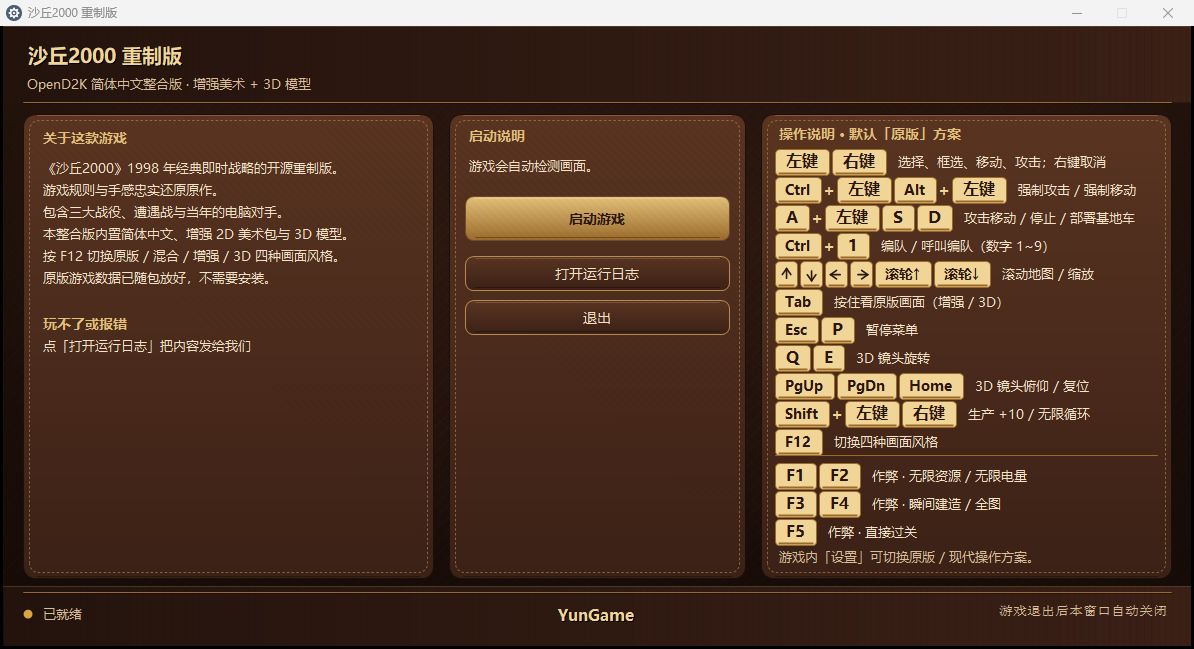 沙丘2000 重制版
沙丘2000 重制版
OpenD2K 简体中文整合版 · 增强美术 + 3D 模型
关于这款游戏
《沙丘2000》1998 年经典即时战略的开源重制版。
游戏规则与手感忠实还原原作。
包含三大战役、遭遇战与当年的电脑对手。
本整合版内置简体中文、增强 2D 美术包与 3D 模型。
按 F12 切换原版 / 混合 / 增强 / 3D 四种画面风格。
原版游戏数据已随包放好，不需要安装。
玩不了或报错
点「打开运行日志」把内容发给我们
启动说明
游戏会自动检测画面。
启动游戏
打开运行日志
退出
操作说明 • 默认「原版」方案
左键 右键 选择、框选、移动、攻击；右键取消
Ctrl + 左键 Alt + 左键 强制攻击 / 强制移动
A + 左键 S D 攻击移动 / 停止 / 部署基地车
Ctrl + 1 编队 / 呼叫编队（数字 1~9）
↑ ↓ ← → 滚轮↑ 滚轮↓ 滚动地图 / 缩放
Tab 按住看原版画面（增强 / 3D）
Esc P 暂停菜单
Q E 3D 镜头旋转
PgUp PgDn Home 3D 镜头俯仰 / 复位
Shift + 左键 右键 生产 +10 / 无限循环
F12 切换四种画面风格
F1 F2 作弊 · 无限资源 / 无限电量
F3 F4 作弊 · 瞬间建造 / 全图
F5 作弊 · 直接过关
游戏内「设置」可切换原版 / 现代操作方案。
已就绪
YunGame
游戏退出后本窗口自动关闭